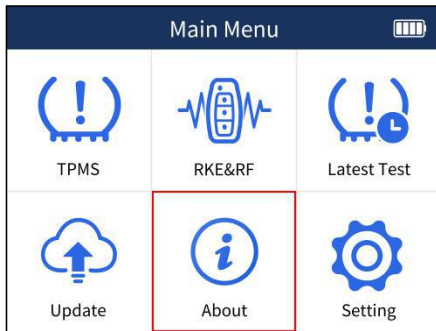 Main Menu
TPMS
RKE&RF
Latest Test
Update
About
Setting